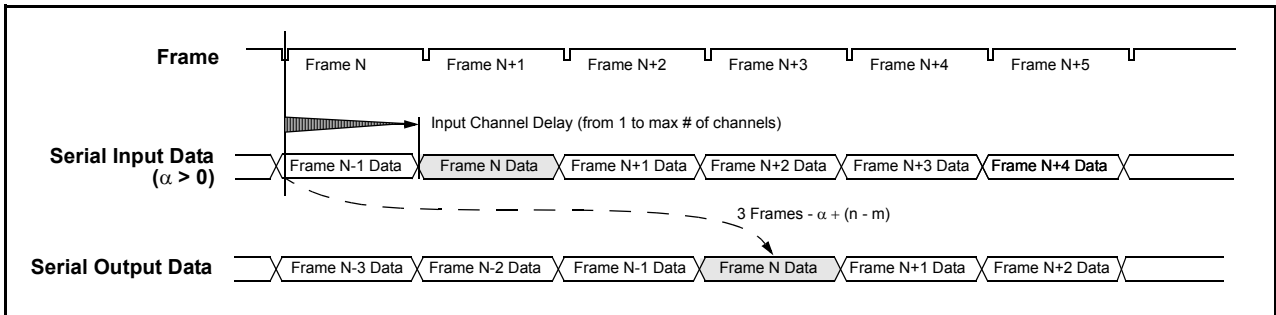 Frame
Frame N Frame N+1 Frame N+2 Frame N+3 Frame N+4 Frame N+5
Input Channel Delay (from 1 to max # of channels)
Serial Input Data
(α > 0)
Frame N-1 Data Frame N Data Frame N+1 Data Frame N+2 Data Frame N+3 Data Frame N+4 Data
3 Frames - α + (n - m)
Serial Output Data
Frame N-3 Data Frame N-2 Data Frame N-1 Data Frame N Data Frame N+1 Data Frame N+2 Data